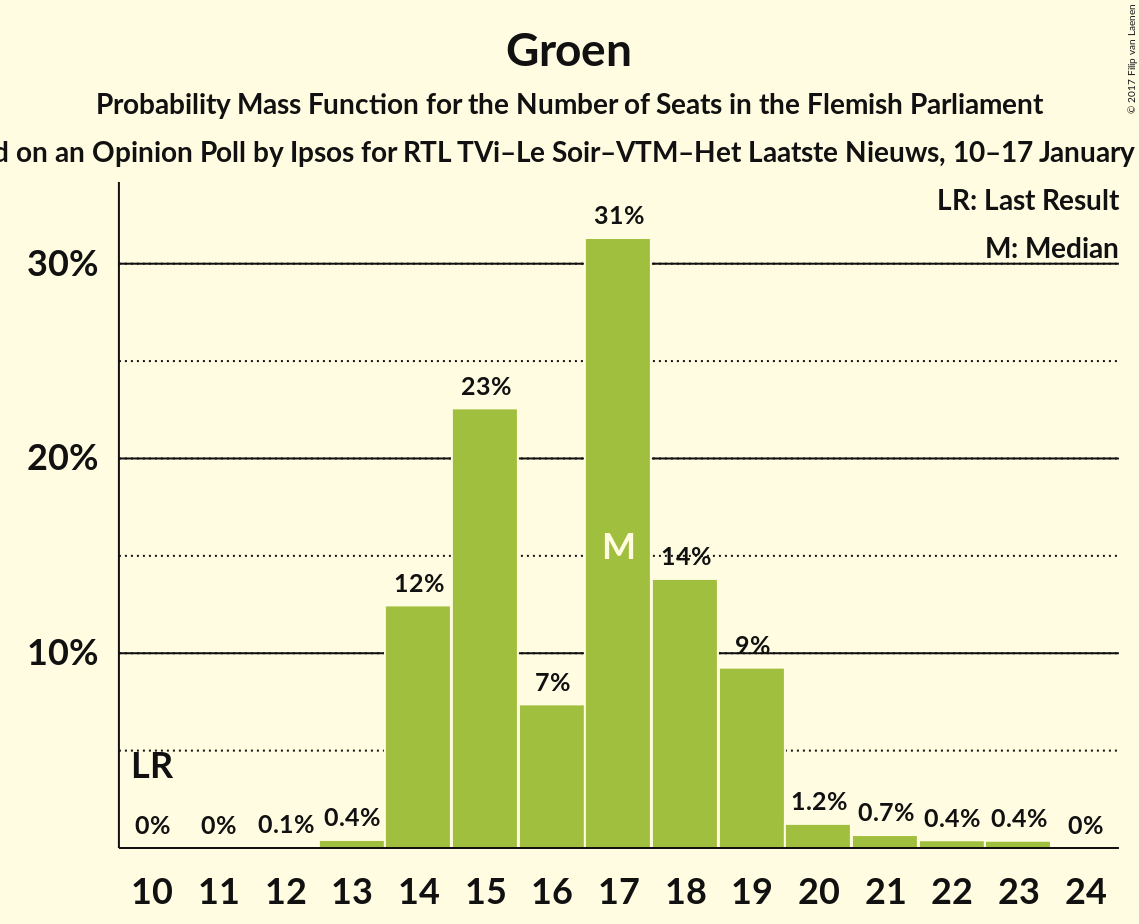 Groen
Probability Mass Function for the Number of Seats in the Flemish Parliament
on an Opinion Poll by Ipsos for RTL TVi–Le Soir–VTM–Het Laatste Nieuws, 10–17 January
© 2017 Filip van Laenen
LR: Last Result
M: Median
30%
20%
10%
31%
23%
M
14%
12%
9%
7%
LR
0%
0%
0.1%
0.4%
1.2%
0.7%
0.4%
0.4%
0%
10 11 12 13 14 15 16 17 18 19 20 21 22 23 24